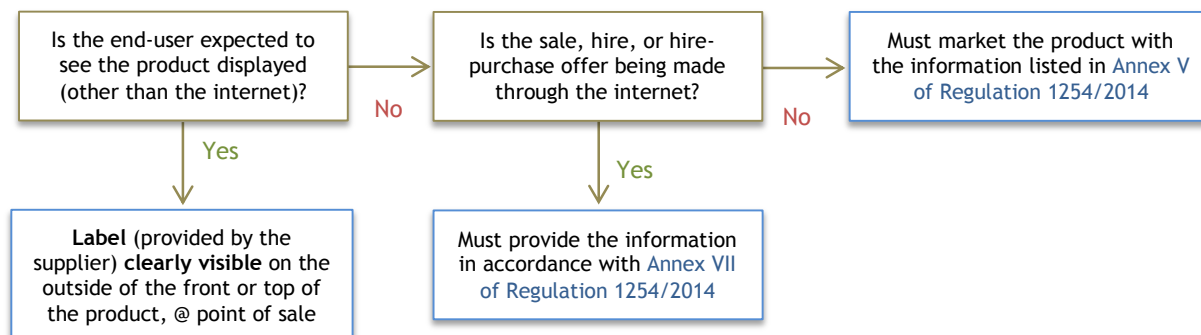 Is the end-user expected to
see the product displayed
(other than the internet)?
No
Is the sale, hire, or hire-
purchase offer being made
through the internet?
No
Must market the product with
the information listed in Annex V
of Regulation 1254/2014
Yes
Yes
Label (provided by the
supplier) clearly visible on the
outside of the front or top of
the product, @ point of sale
Must provide the information
in accordance with Annex VII
of Regulation 1254/2014